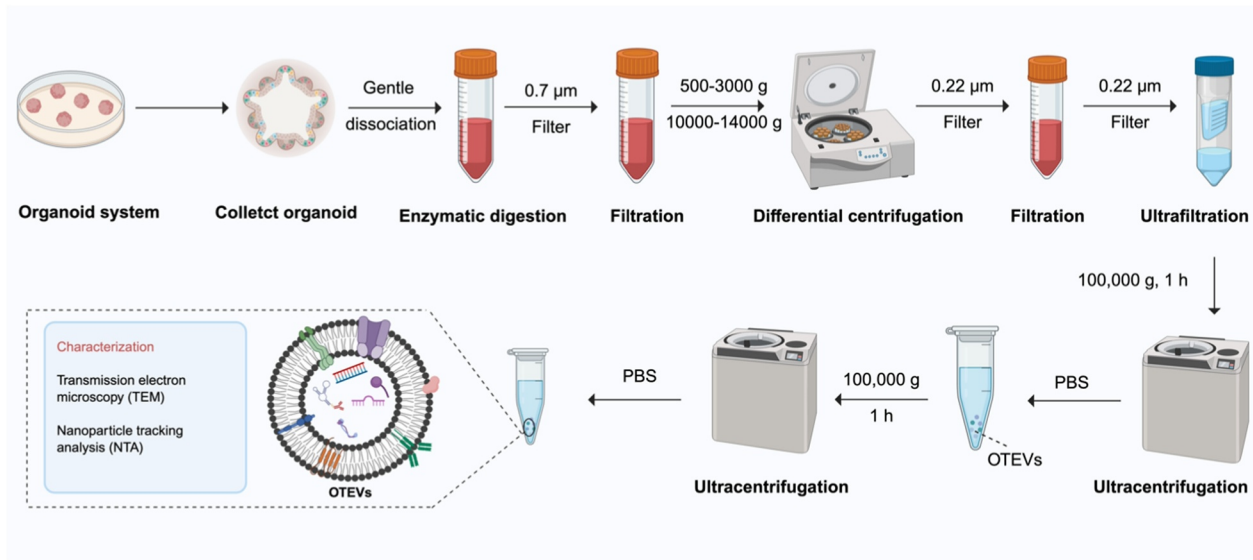 Gentle
dissociation
0.7 μm
Filter
500-3000 g
10000-14000 g
0.22 μm
Filter
0.22 μm
Filter
Organoid system
Colletct organoid
Enzymatic digestion
Filtration
Differential centrifugation
Filtration
Ultrafiltration
100,000 g, 1 h
Characterization
Transmission electron
microscopy (TEM)
Nanoparticle tracking
analysis (NTA)
OTEVs
PBS
100,000 g
1 h
PBS
OTEVs
Ultracentrifugation
Ultracentrifugation